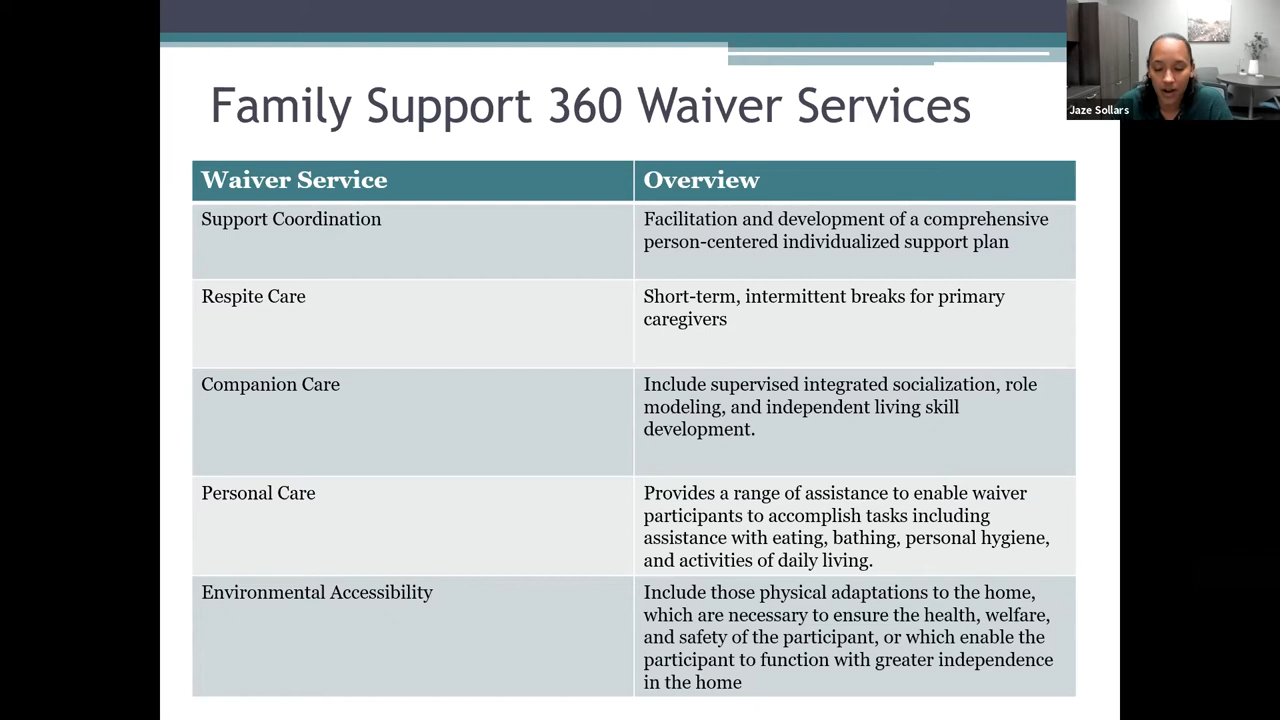 Family Support 360 Waiver Services
Jaze Sollars
Waiver Service
Overview
Support Coordination
Facilitation and development of a comprehensive
person-centered individualized support plan
Respite Care
Short-term, intermittent breaks for primary
caregivers
Companion Care
Include supervised integrated socialization, role
modeling, and independent living skill
development.
Personal Care
Provides a range of assistance to enable waiver
participants to accomplish tasks including
assistance with eating, bathing, personal hygiene,
and activities of daily living.
Environmental Accessibility
Include those physical adaptations to the home,
which are necessary to ensure the health, welfare,
and safety of the participant, or which enable the
participant to function with greater independence
in the home